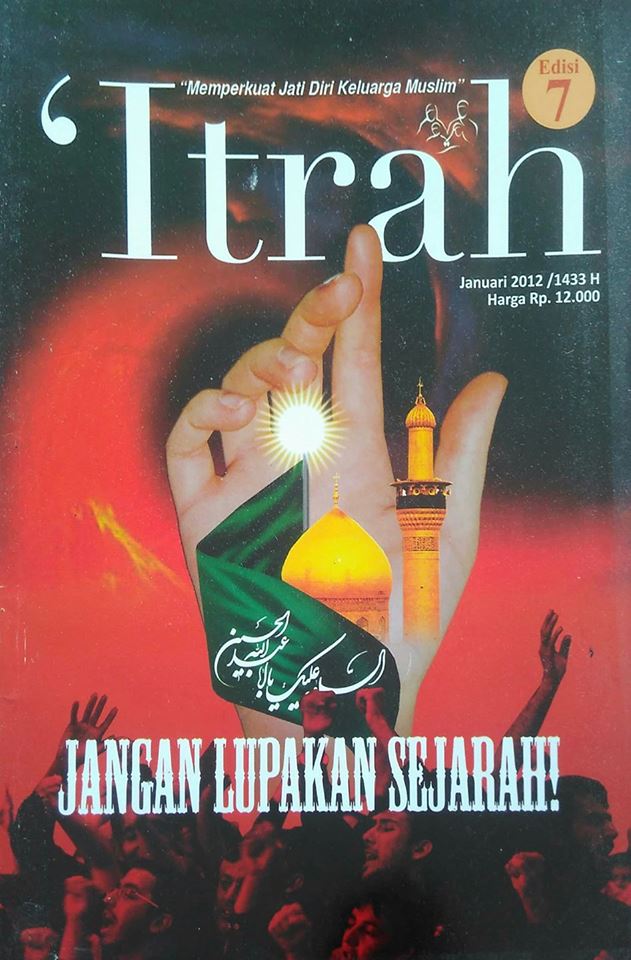 "Memperkuat Jati Diri Keluarga Muslim"
Edisi
7
'Itrah
Januari 2012 /1433 H
Harga Rp. 12.000
السلام عليك يا ابا عبد الله الحسين
JANGAN LUPAKAN SEJARAH!